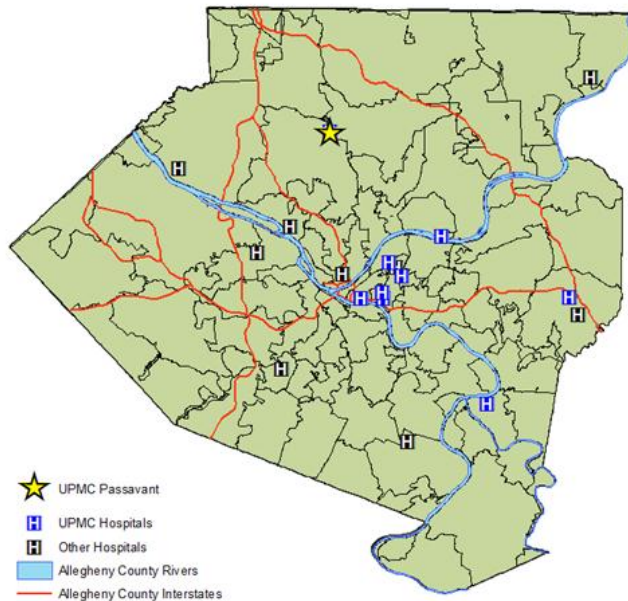 UPMC Passavant
UPMC Hospitals
Other Hospitals
Allegheny County Rivers
Allegheny County Interstates